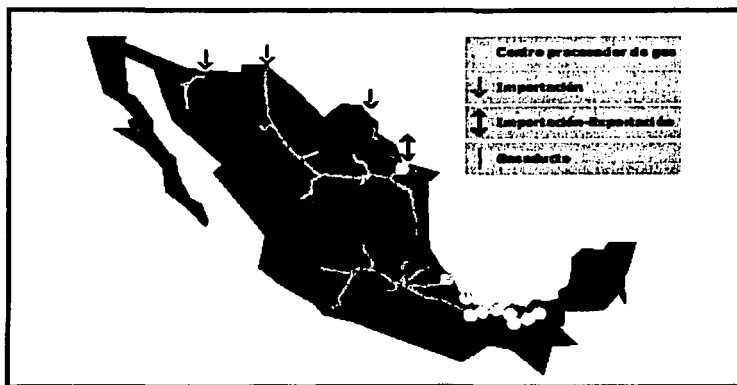 Centro procesador de gas
Importación
Importación-Exportación
Gasoducto